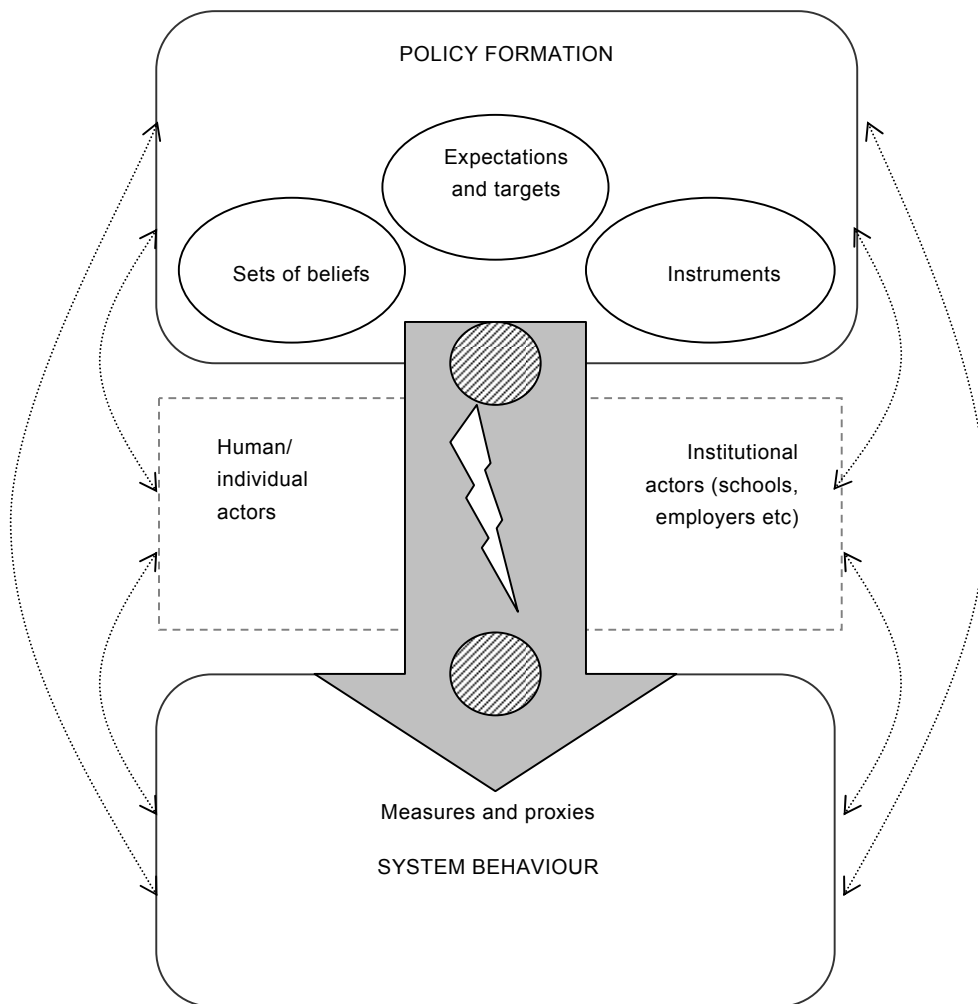 POLICY FORMATION
Expectations
and targets
Sets of beliefs
Instruments
Human/
individual
actors
Institutional
actors (schools,
employers etc)
Measures and proxies
SYSTEM BEHAVIOUR